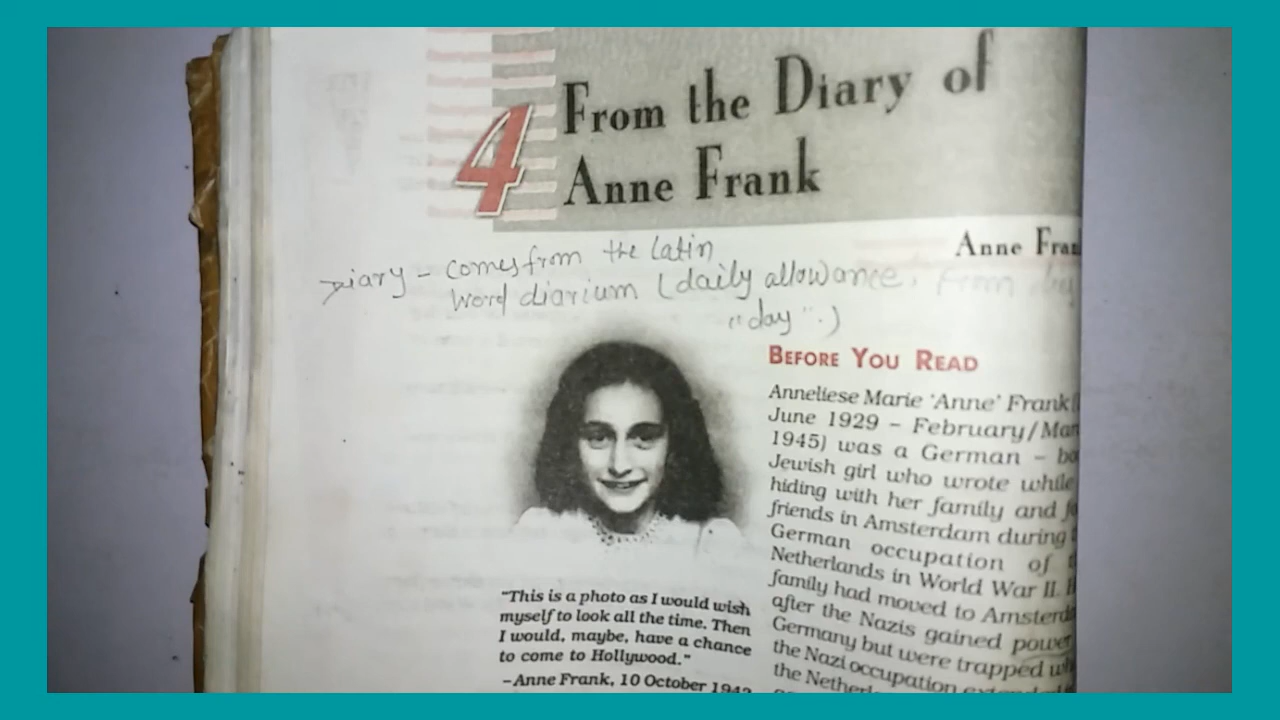 4
From the Diary of
Anne Frank
Anne
Diary - comes from the latin
word diarium (daily allowance, from
"day".)
BEFORE YOU READ
Anneliese Marie 'Anne' Frank
June 1929 – February/
1945) was a German –
Jewish girl who wrote while
hiding with her family and
friends in Amsterdam during
German occupation of
Netherlands in World War II.
family had moved to
after the Nazis gained power
Germany but were trapped
the Nazi occupation
the
"This is a photo as I would wish
myself to look all the time. Then
I would, maybe, have a chance
to come to Hollywood."
–Anne Frank, 10 October